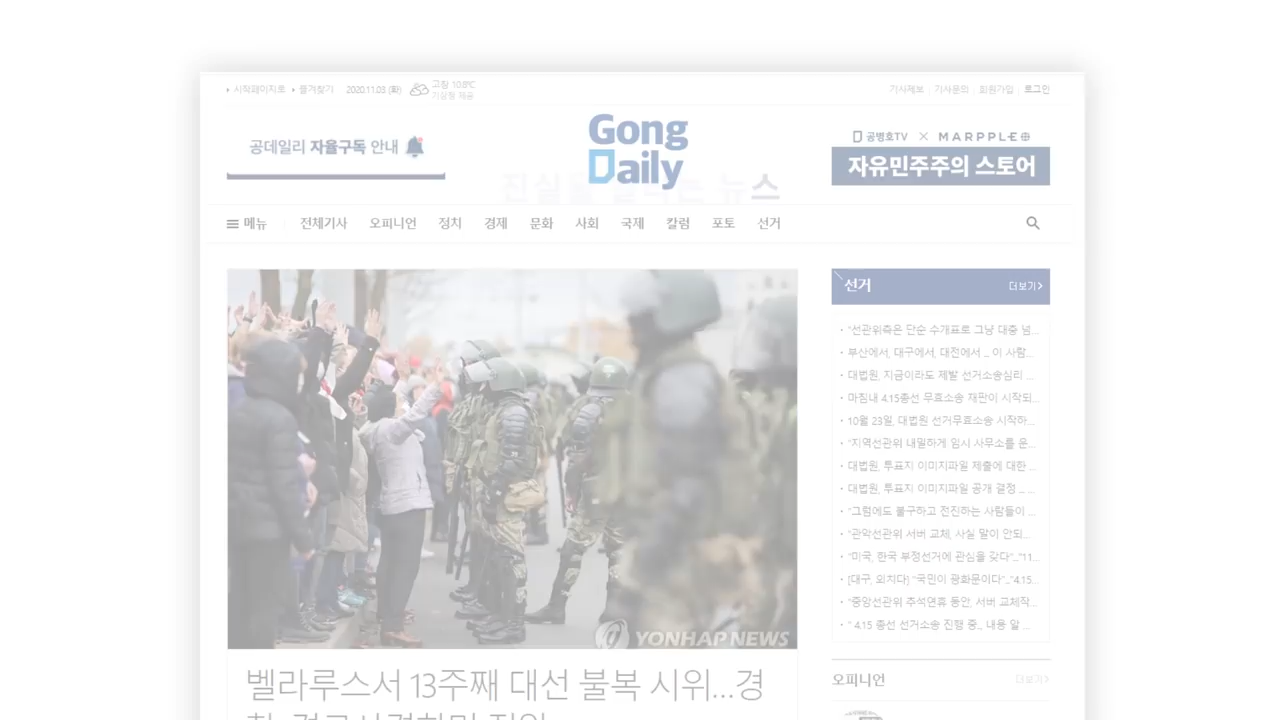 시작페이지로 즐겨찾기 2020.11.03 (화) 고창 10.8℃
기상청 제공
기사제보 기사문의 회원가입 로그인
공데일리 자율구독 안내
Gong
Daily
공병호TV × MARPPLE
자유민주주의 스토어
메뉴 전체기사 오피니언 정치 경제 문화 사회 국제 칼럼 포토 선거
선거 더보기
"선관위측은 단순 수개표로 그냥 대충 넘...
부산에서, 대구에서, 대전에서 ... 이 사람...
대법원, 지금이라도 제발 선거소송심리 ...
마침내 4.15총선 무효소송 재판이 시작되...
10월 23일, 대법원 선거무효소송 시작하...
"지역선관위 내밀하게 임시 사무소를 운...
대법원, 투표지 이미지파일 제출에 대한 ...
대법원, 투표지 이미지파일 공개 결정 ... ...
"그럼에도 불구하고 전진하는 사람들이 ...
"관악선관위 서버 교체, 사실 말이 안되...
"미국, 한국 부정선거에 관심을 갖다"..."11...
[대구, 외치다] "국민이 광화문이다"..."4.15...
"중앙선관위 추석연휴 동안, 서버 교체작...
" 4.15 총선 선거소송 진행 중... 내용 알 ...
YONHAP NEWS
벨라루스서 13주째 대선 불복 시위...경
오피니언 더보기